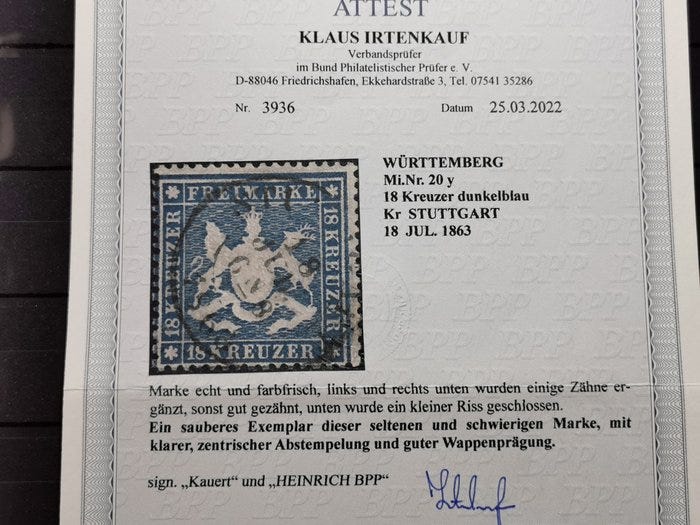 ATTEST
KLAUS IRTENKAUF
Verbandsprüfer
im Bund Philatelistischer Prüfer e. V.
D-88046 Friedrichshafen, Ekkehardstraße 3, Tel. 07541 35286
Nr. 3936 Datum 25.03.2022
WÜRTTEMBERG
Mi.Nr. 20 y
18 Kreuzer dunkelblau
Kr STUTTGART
18 JUL. 1863
FREIMARKE
18 KREUZER
18 KREUZER
18 KREUZER
Marke echt und farbfrisch, links und rechts unten wurden einige Zähne er-
gänzt, sonst gut gezähnt, unten wurde ein kleiner Riss geschlossen.
Ein sauberes Exemplar dieser seltenen und schwierigen Marke, mit
klarer, zentrischer Abstempelung und guter Wappenprägung.
sign. „Kauert" und „HEINRICH BPP"